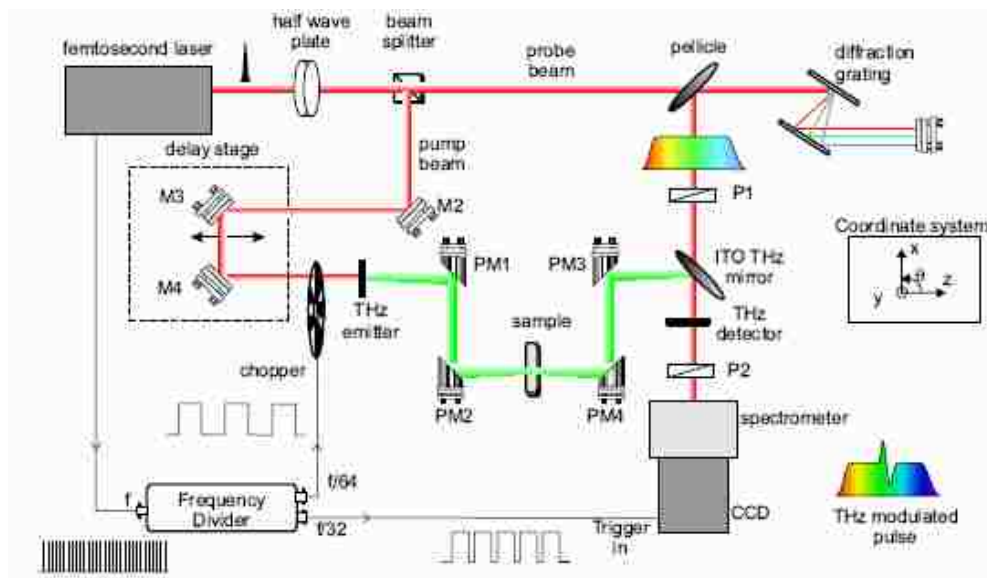 femtosecond laser
half wave
plate
beam
splitter
probe
beam
pellicle
diffraction
grating
delay stage
pump
beam
M3
M2
P1
M4
PM1
PM3
ITO THz
mirror
Coordinate system
x
ϑ
y
z
THz
emitter
sample
THz
detector
chopper
P2
PM2
PM4
spectrometer
f
Frequency
Divider
f/64
f/32
Trigger
in
CCD
THz modulated
pulse